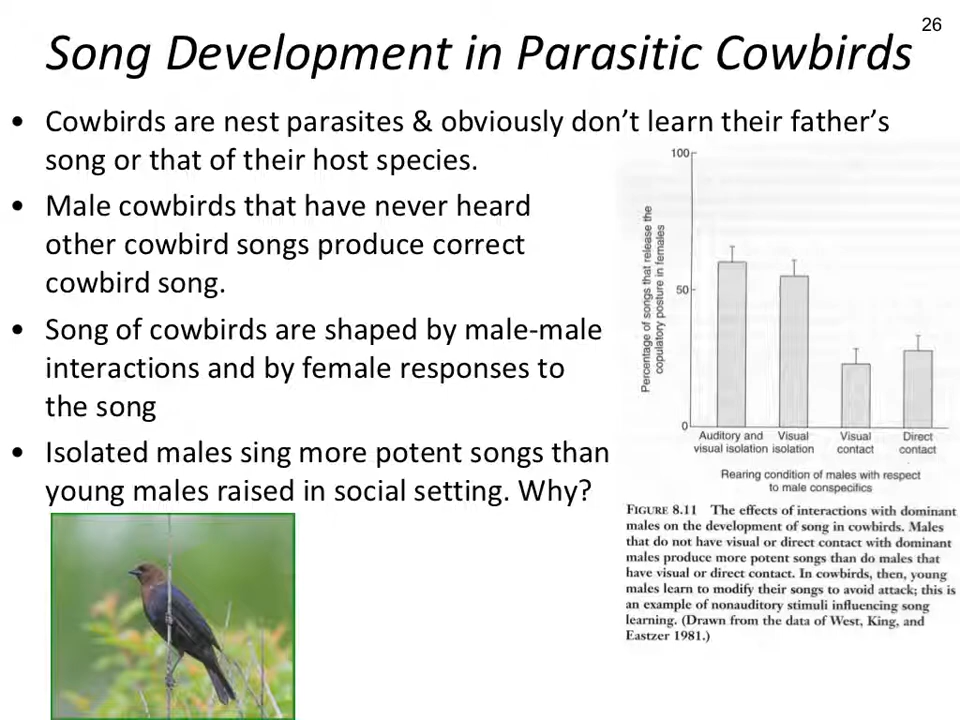 26
Song Development in Parasitic Cowbirds
• Cowbirds are nest parasites & obviously don't learn their father's
song or that of their host species.
• Male cowbirds that have never heard
other cowbird songs produce correct
cowbird song.
• Song of cowbirds are shaped by male-male
interactions and by female responses to
the song
• Isolated males sing more potent songs than
young males raised in social setting. Why?
100
50
0
Percentage of songs that release the
copulatory posture in females
Auditory and
visual isolation
Visual
isolation
Visual
contact
Direct
contact
Rearing condition of males with respect
to male conspecifics
FIGURE 8.11 The effects of interactions with dominant
males on the development of song in cowbirds. Males
that do not have visual or direct contact with dominant
males produce more potent songs than do males that
have visual or direct contact. In cowbirds, then, young
males learn to modify their songs to avoid attack; this is
an example of nonauditory stimuli influencing song
learning. (Drawn from the data of West, King, and
Eastzer 1981.)